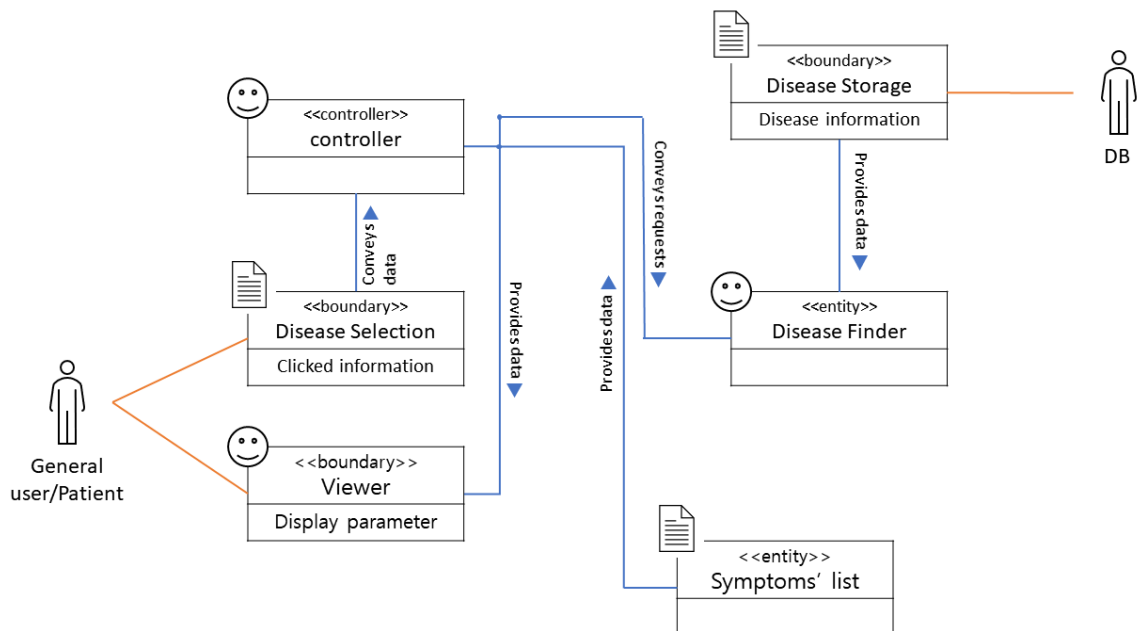 <<boundary>>
Disease Storage
Disease information
DB
<<controller>>
controller
Conveys
data
Provides data
Conveys requests
Provides data
Provides data
<<boundary>>
Disease Selection
Clicked information
<<entity>>
Disease Finder
General
user/Patient
<<boundary>>
Viewer
Display parameter
<<entity>>
Symptoms' list